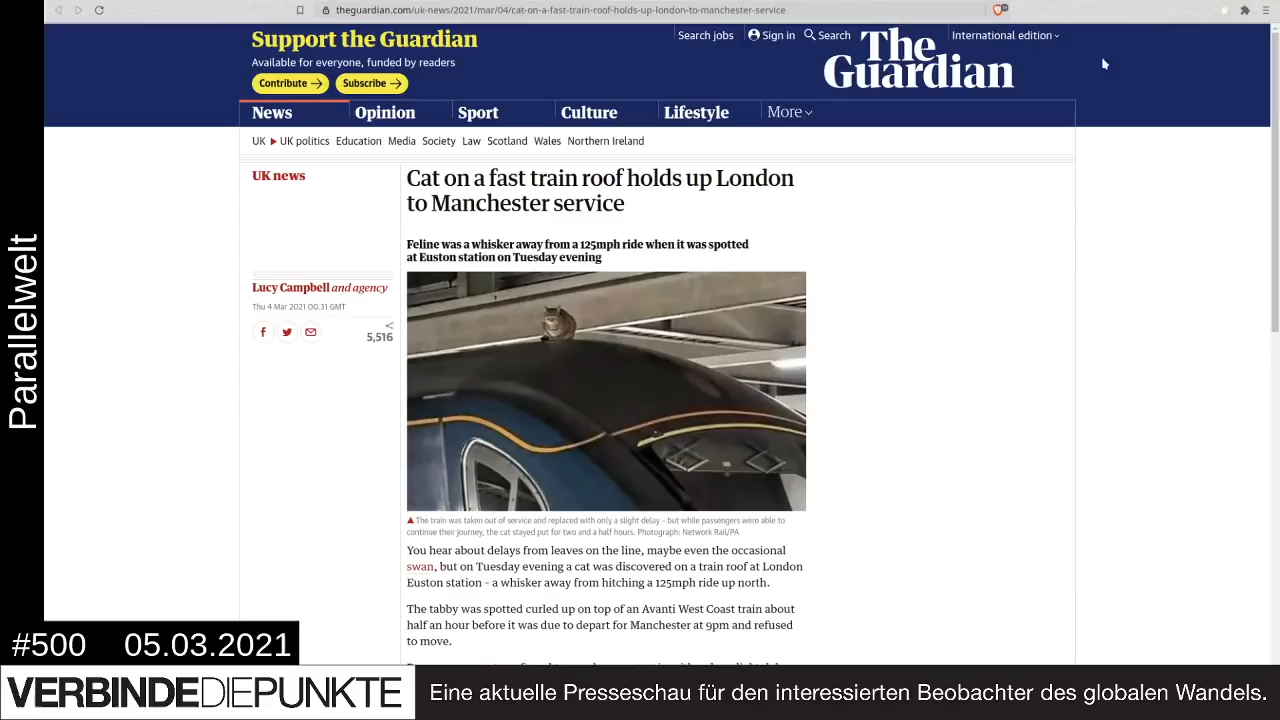 theguardian.com/uk-news/2021/mar/04/cat-on-a-fast-train-roof-holds-up-london-to-manchester-service
Support the Guardian
Available for everyone, funded by readers
Contribute
Subscribe
Search jobs
Sign in
Search
International edition
The
Guardian
News
Opinion
Sport
Culture
Lifestyle
More
UK
UK politics
Education
Media
Society
Law
Scotland
Wales
Northern Ireland
UK news
Cat on a fast train roof holds up London
to Manchester service
Feline was a whisker away from a 125mph ride when it was spotted
at Euston station on Tuesday evening
Lucy Campbell and agency
Thu 4 Mar 2021 00.31 GMT
5,516
The train was taken out of service and replaced with only a slight delay – but while passengers were able to
continue their journey, the cat stayed put for two and a half hours. Photograph: Network Rail/PA
You hear about delays from leaves on the line, maybe even the occasional
swan, but on Tuesday evening a cat was discovered on a train roof at London
Euston station – a whisker away from hitching a 125mph ride up north.
The tabby was spotted curled up on top of an Avanti West Coast train about
half an hour before it was due to depart for Manchester at 9pm and refused
to move.
Parallelwelt
#500 05.03.2021
VERBINDEDIEPUNKTE
Eine aktuelle Presseschau für den interessierten Beobachter des globalen Wandels.